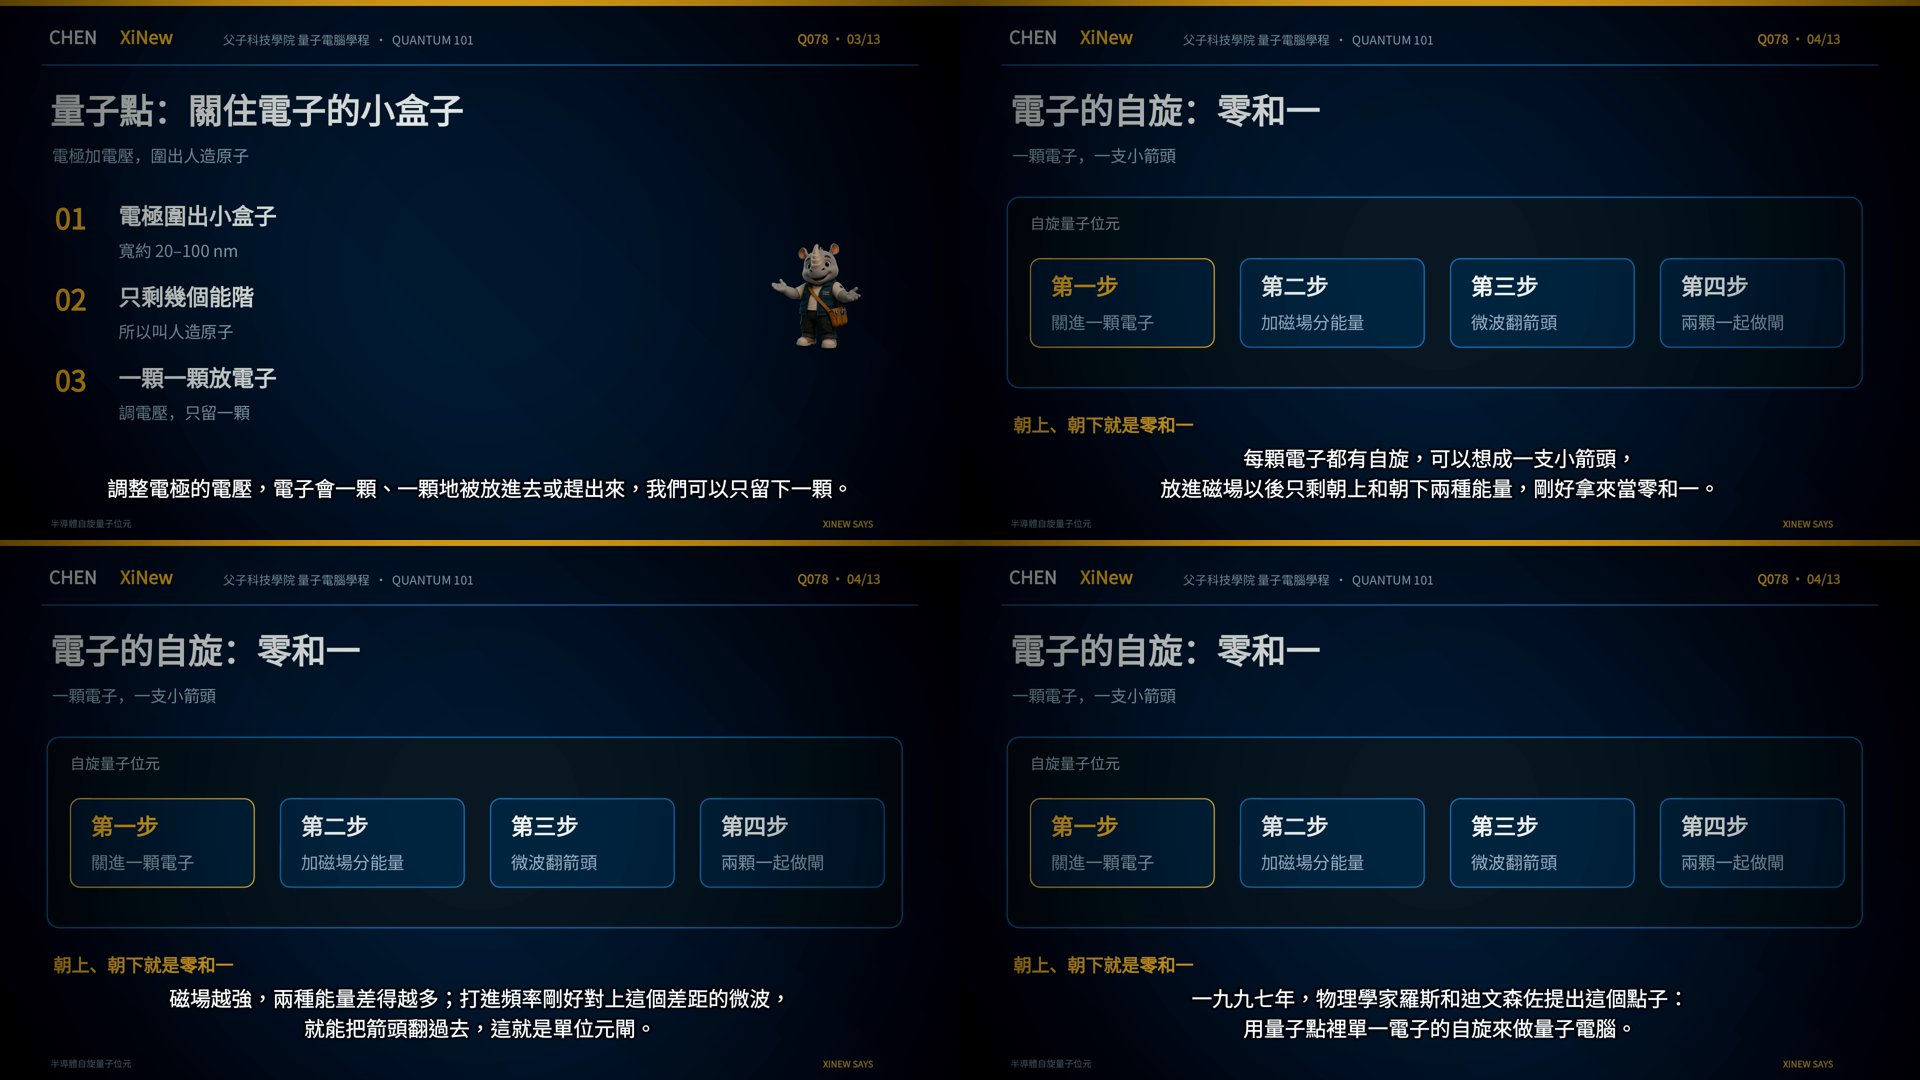 CHEN XiNew 父子科技學院 量子電腦學程 · QUANTUM 101 Q078 · 03/13
量子點：關住電子的小盒子
電極加電壓，圍出人造原子
01 電極圍出小盒子
寬約 20–100 nm
02 只剩幾個能階
所以叫人造原子
03 一顆一顆放電子
調電壓，只留一顆
調整電極的電壓，電子會一顆、一顆地被放進去或趕出來，我們可以只留下一顆。
半導體自旋量子位元 XINEW SAYS
CHEN XiNew 父子科技學院 量子電腦學程 · QUANTUM 101 Q078 · 04/13
電子的自旋：零和一
一顆電子，一支小箭頭
自旋量子位元
第一步 第二步 第三步 第四步
關進一顆電子 加磁場分能量 微波翻箭頭 兩顆一起做閘
朝上、朝下就是零和一
每顆電子都有自旋，可以想成一支小箭頭，
放進磁場以後只剩朝上和朝下兩種能量，剛好拿來當零和一。
半導體自旋量子位元 XINEW SAYS
CHEN XiNew 父子科技學院 量子電腦學程 · QUANTUM 101 Q078 · 04/13
電子的自旋：零和一
一顆電子，一支小箭頭
自旋量子位元
第一步 第二步 第三步 第四步
關進一顆電子 加磁場分能量 微波翻箭頭 兩顆一起做閘
朝上、朝下就是零和一
磁場越強，兩種能量差得越多；打進頻率剛好對上這個差距的微波，
就能把箭頭翻過去，這就是單位元閘。
半導體自旋量子位元 XINEW SAYS
CHEN XiNew 父子科技學院 量子電腦學程 · QUANTUM 101 Q078 · 04/13
電子的自旋：零和一
一顆電子，一支小箭頭
自旋量子位元
第一步 第二步 第三步 第四步
關進一顆電子 加磁場分能量 微波翻箭頭 兩顆一起做閘
朝上、朝下就是零和一
一九九七年，物理學家羅斯和迪文森佐提出這個點子：
用量子點裡單一電子的自旋來做量子電腦。
半導體自旋量子位元 XINEW SAYS